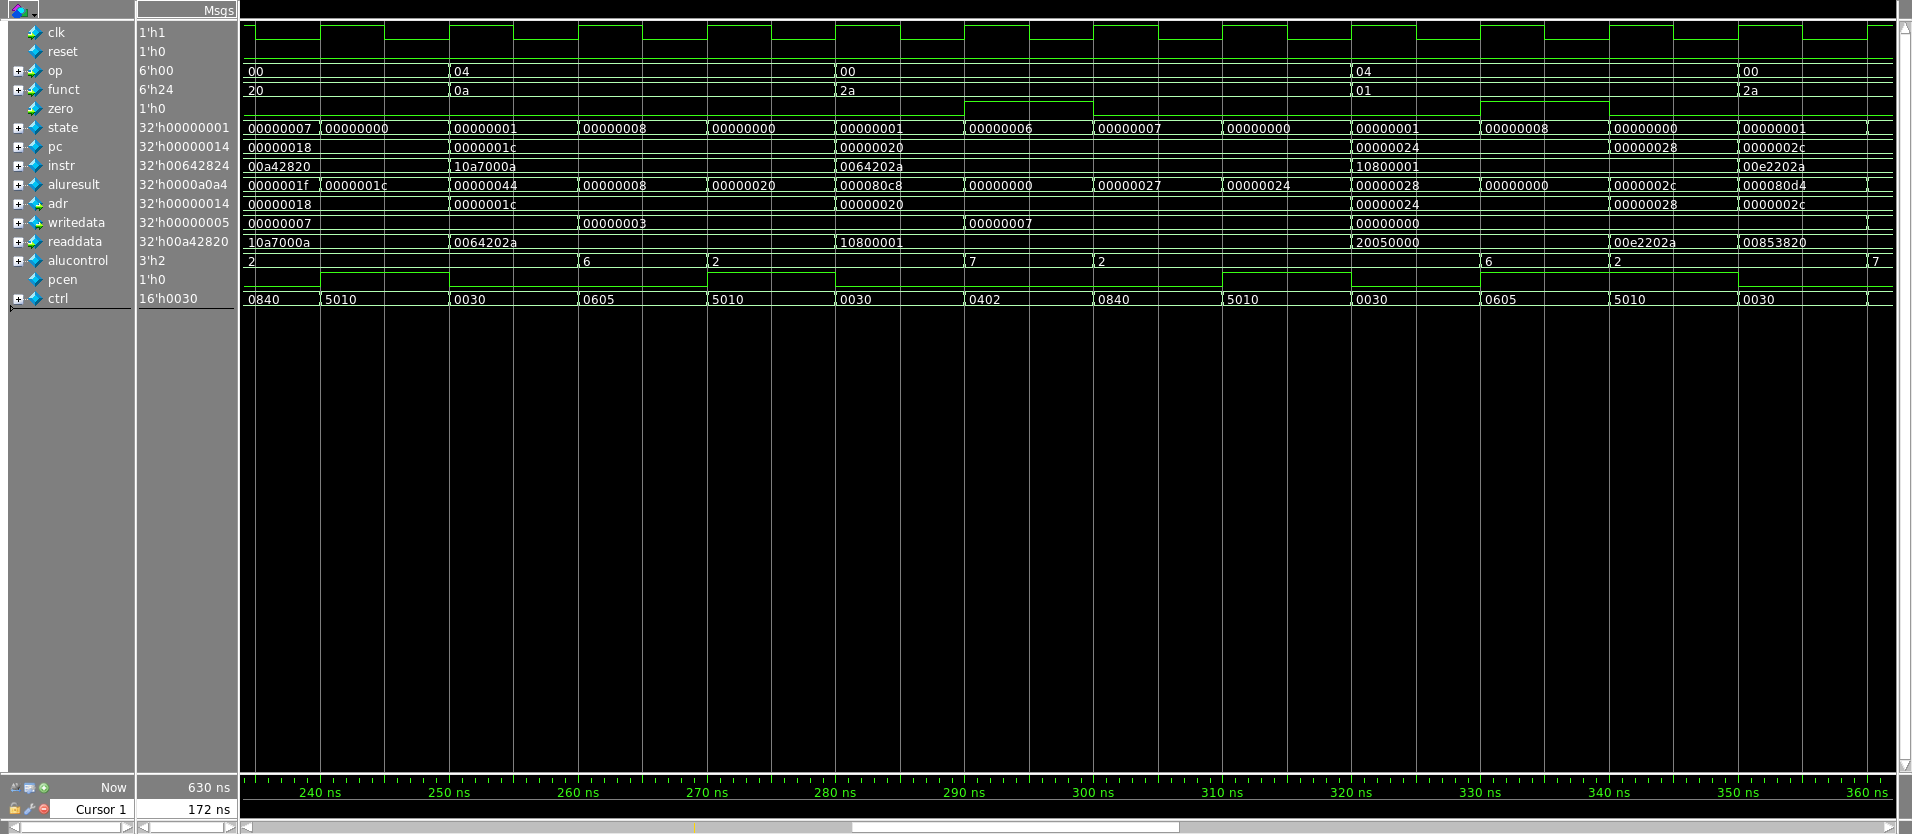 Msgs
clk 1'h1
reset 1'h0
op 6'h00 00 04 00 04 00
funct 6'h24 20 0a 2a 01 2a
zero 1'h0
state 32'h00000001 00000007 00000000 00000001 00000008 00000000 00000001 00000006 00000007 00000000 00000001 00000008 00000000 00000001
pc 32'h00000014 00000018 0000001c 00000020 00000024 00000028 0000002c
instr 32'h00642824 00a42820 10a7000a 0064202a 10800001 00e2202a
aluresult 32'h0000a0a4 0000001f 0000001c 00000044 00000008 00000020 000080c8 00000000 00000027 00000024 00000028 00000000 0000002c 000080d4
adr 32'h00000014 00000018 0000001c 00000020 00000024 00000028 0000002c
writedata 32'h00000005 00000007 00000003 00000007 00000000
readdata 32'h00a42820 10a7000a 0064202a 10800001 20050000 00e2202a 00853820
alucontrol 3'h2 2 6 2 7 2 6 2 7
pcen 1'h0
ctrl 16'h0030 0840 5010 0030 0605 5010 0030 0402 0840 5010 0030 0605 5010 0030
Now 630 ns 240 ns 250 ns 260 ns 270 ns 280 ns 290 ns 300 ns 310 ns 320 ns 330 ns 340 ns 350 ns 360 ns
Cursor 1 172 ns